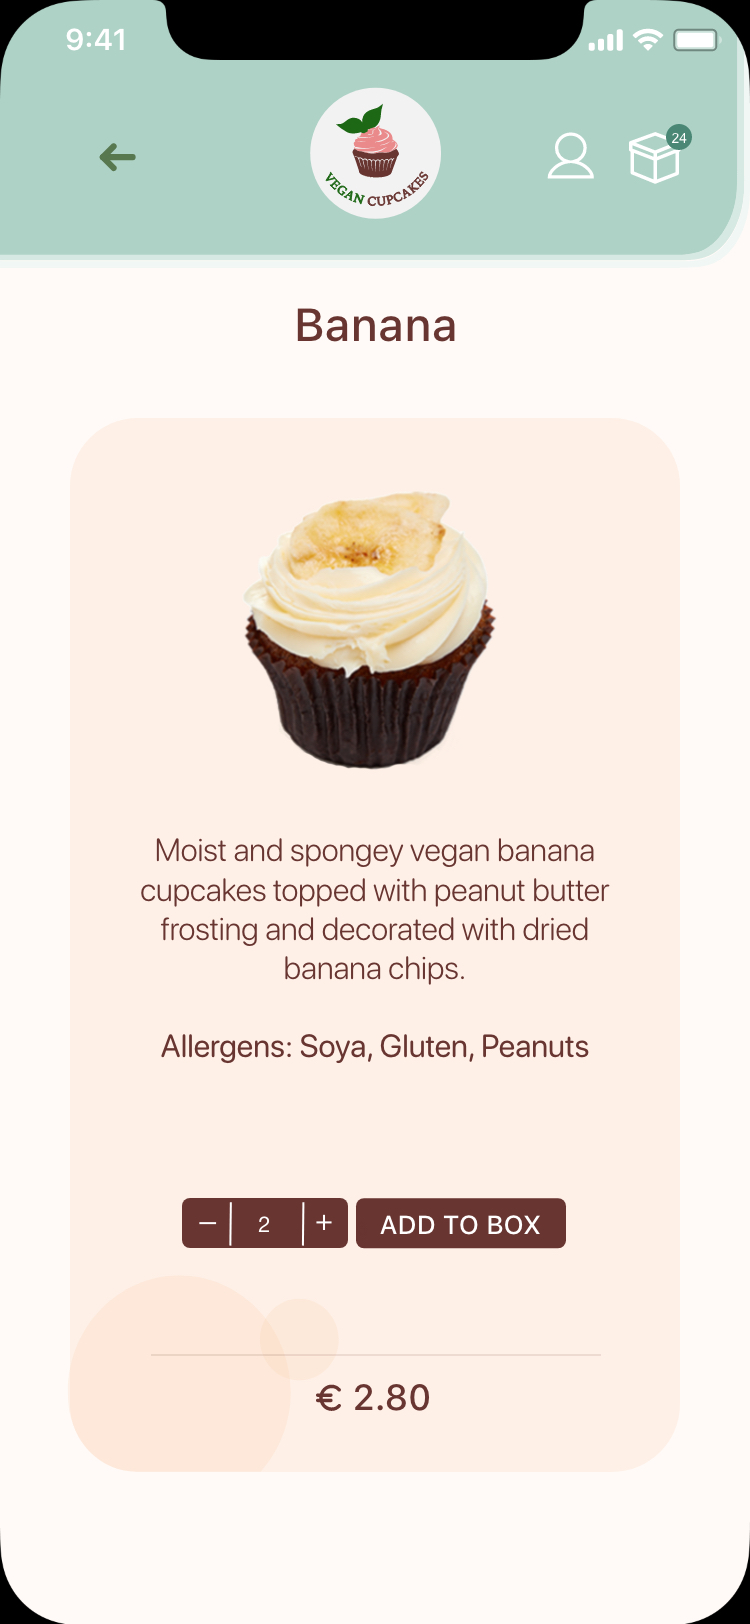 9:41
VEGAN CUPCAKES
24
Banana
Moist and spongey vegan banana
cupcakes topped with peanut butter
frosting and decorated with dried
banana chips.
Allergens: Soya, Gluten, Peanuts
− 2 + ADD TO BOX
€ 2.80